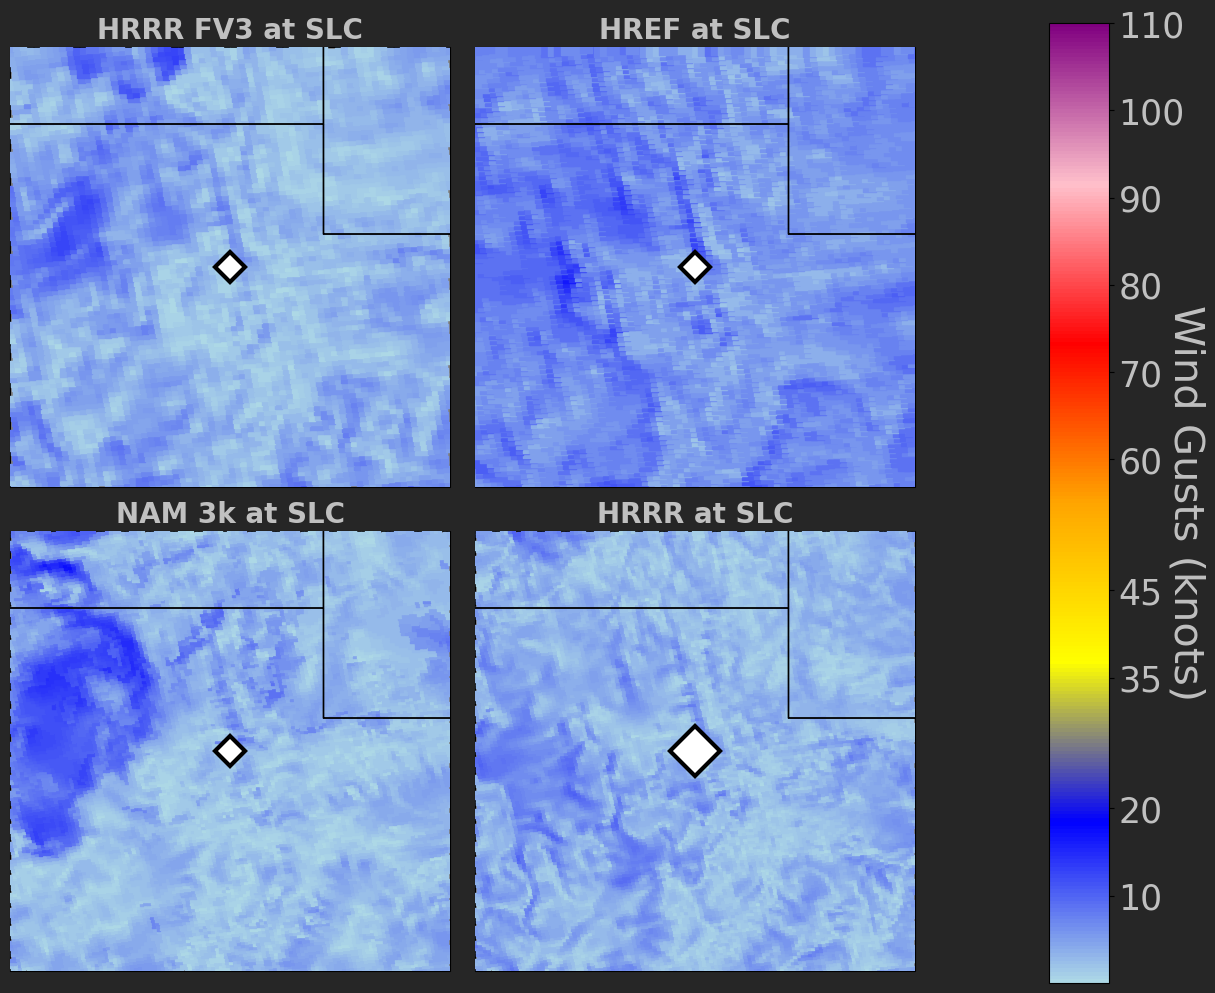 HRRR FV3 at SLC
HREF at SLC
NAM 3k at SLC
HRRR at SLC
110
100
90
80
70
60
45
35
20
10
Wind Gusts (knots)